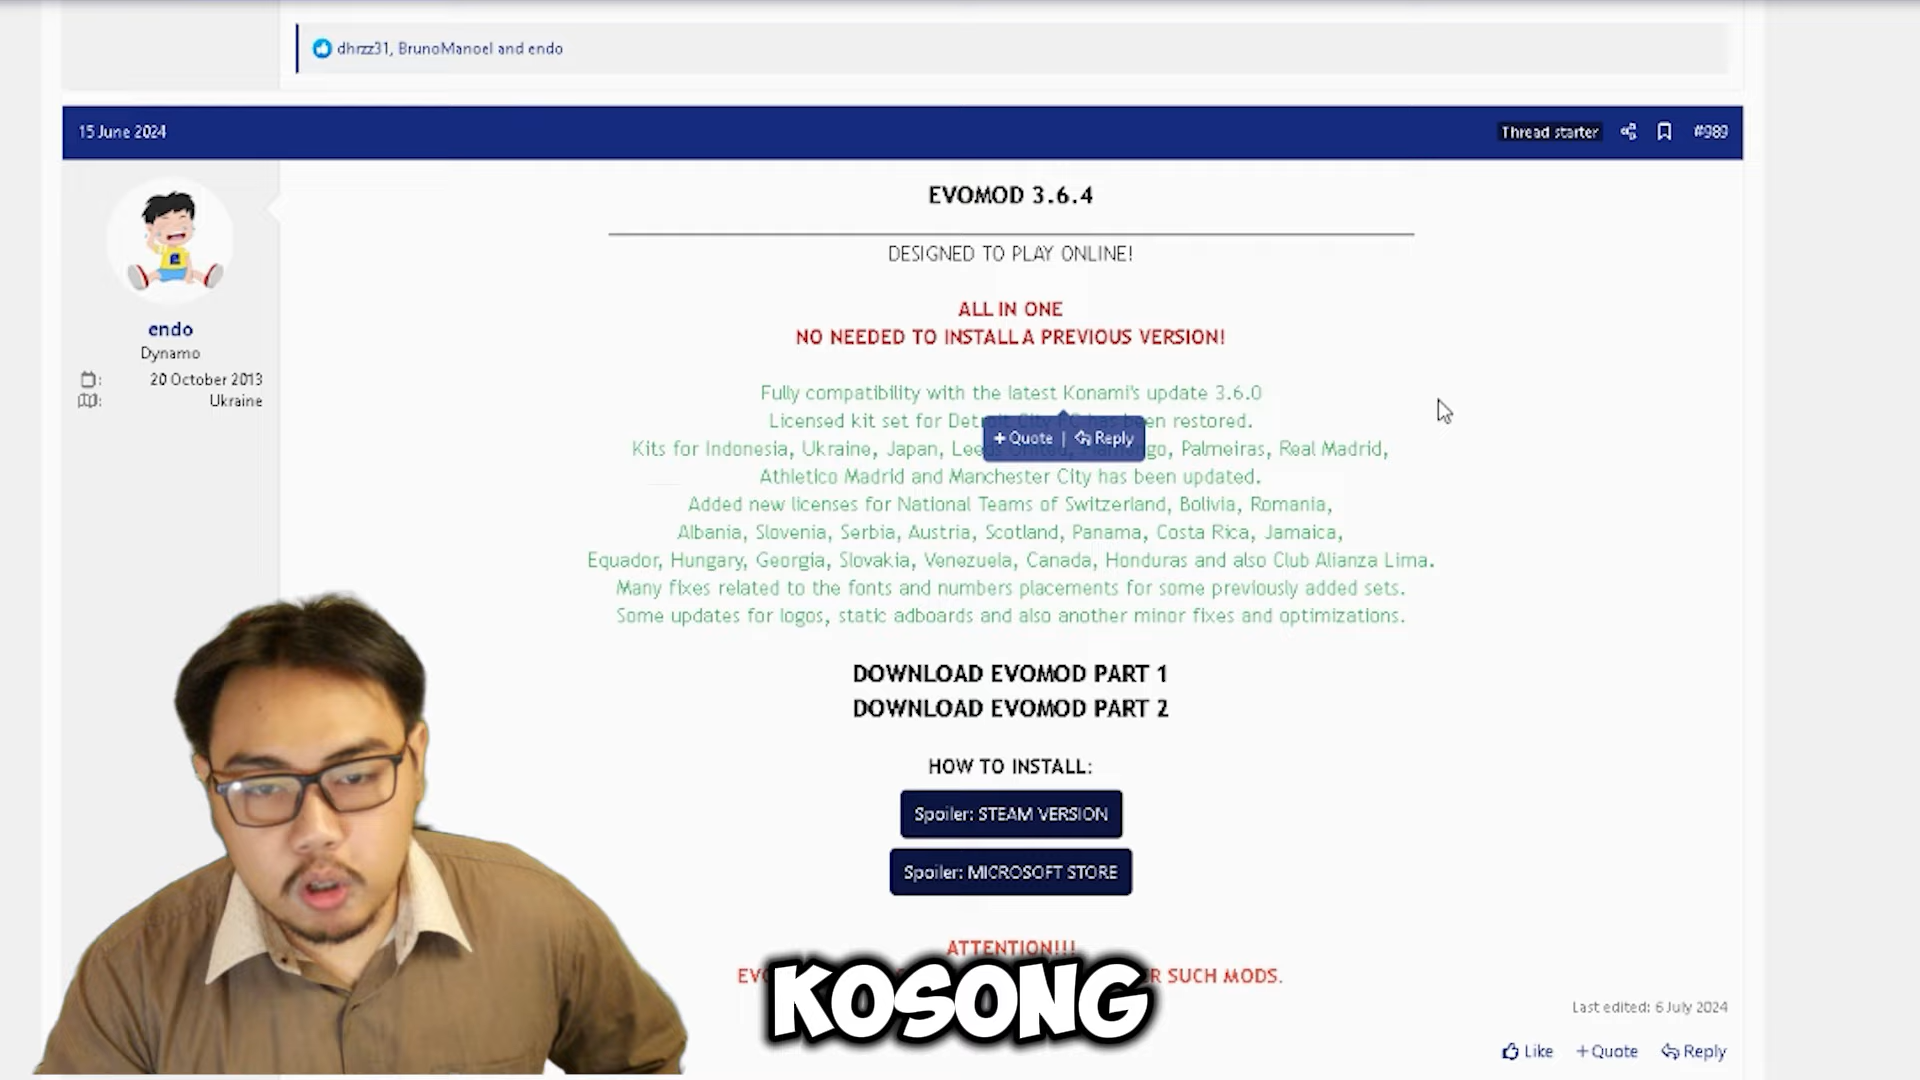 dhrzz31, BrunoManoel and endo
15 June 2024
Thread starter
#989
endo
Dynamo
20 October 2013
Ukraine
EVOMOD 3.6.4
DESIGNED TO PLAY ONLINE!
ALL IN ONE
NO NEEDED TO INSTALL A PREVIOUS VERSION!
Fully compatibility with the latest Konami's update 3.6.0
Licensed kit set for Detroit City FC has been restored.
+ Quote | Reply
Kits for Indonesia, Ukraine, Japan, Leeds United, Flamengo, Palmeiras, Real Madrid,
Athletico Madrid and Manchester City has been updated.
Added new licenses for National Teams of Switzerland, Bolivia, Romania,
Albania, Slovenia, Serbia, Austria, Scotland, Panama, Costa Rica, Jamaica,
Equador, Hungary, Georgia, Slovakia, Venezuela, Canada, Honduras and also Club Alianza Lima.
Many fixes related to the fonts and numbers placements for some previously added sets.
Some updates for logos, static adboards and also another minor fixes and optimizations.
DOWNLOAD EVOMOD PART 1
DOWNLOAD EVOMOD PART 2
HOW TO INSTALL:
Spoiler: STEAM VERSION
Spoiler: MICROSOFT STORE
ATTENTION!!!
SUCH MODS.
KOSONG
Last edited: 6 July 2024
Like + Quote Reply